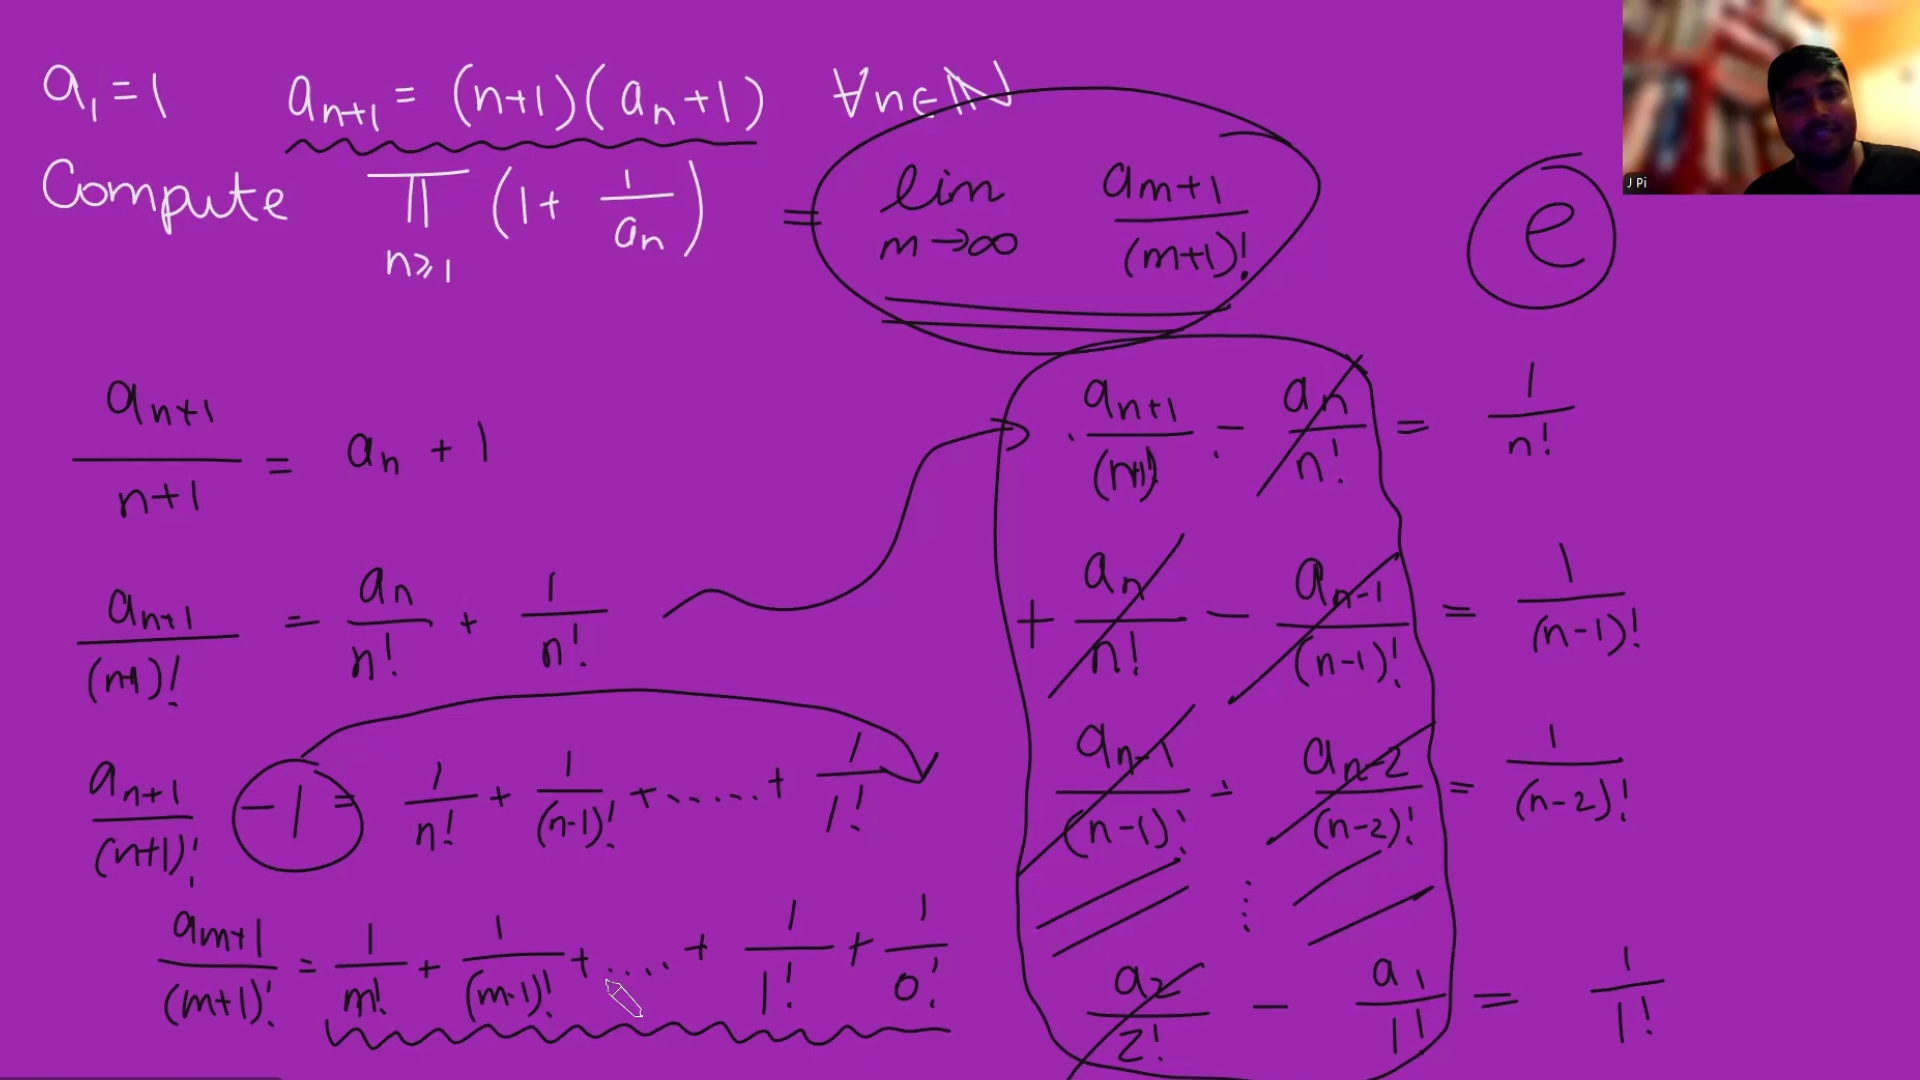 a₁ = 1 aₙ₊₁ = (n+1)(aₙ+1) ∀n∈ℕ
Compute ∏ₙ≥₁ (1 + 1/aₙ) = lim m→∞ aₘ₊₁/(m+1)! e
J Pi
aₙ₊₁/n+1 = aₙ + 1
aₙ₊₁/(n+1)! = aₙ/n! + 1/n!
aₙ₊₁/(n+1)! - 1 = 1/n! + 1/(n-1)! + ...... + 1/1!
aₘ₊₁/(m+1)! = 1/m! + 1/(m-1)! + ..... + 1/1! + 1/0!
aₙ₊₁/(n+1)! - aₙ/n! = 1/n!
+ aₙ/n! - aₙ₋₁/(n-1)! = 1/(n-1)!
aₙ₋₁/(n-1)! - aₙ₋₂/(n-2)! = 1/(n-2)!
⋮
a₂/2! - a₁/1! = 1/1!